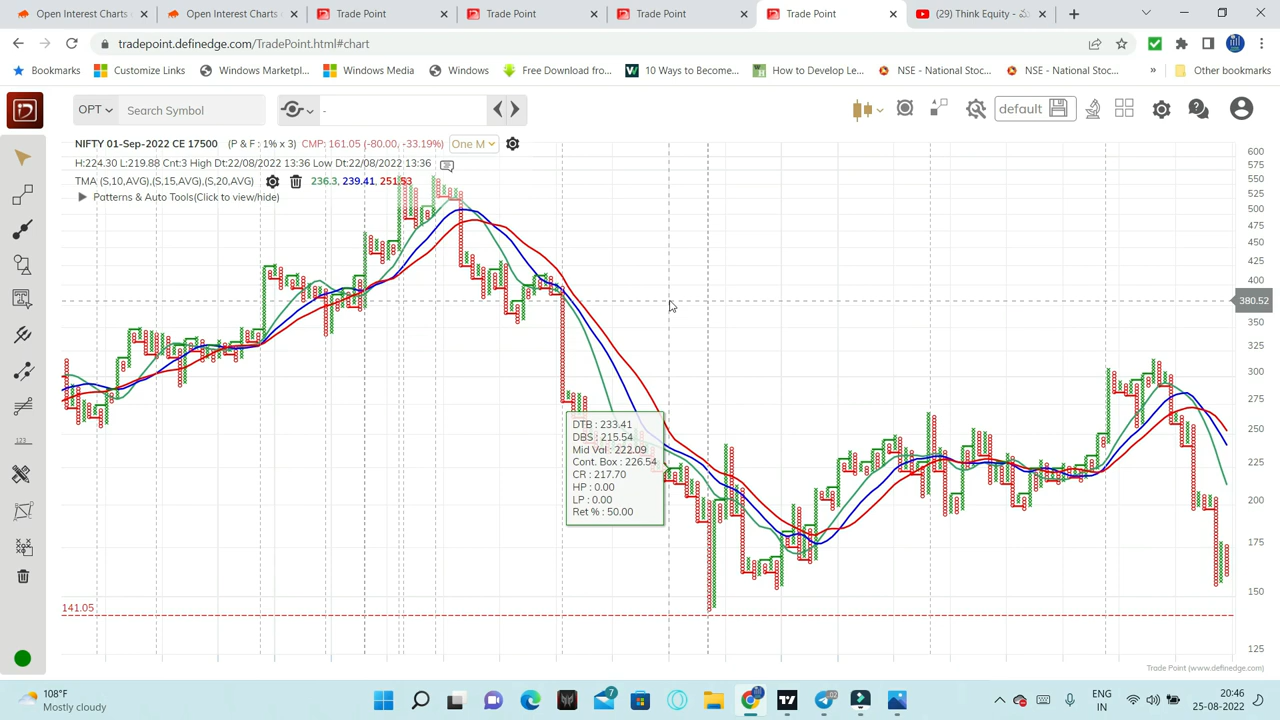 Open Interest Charts
Open Interest Charts
Trade Point
Trade Point
Trade Point
Trade Point
(29) Think Equity -
tradepoint.definedge.com/TradePoint.html#chart
Bookmarks
Customize Links
Windows Marketpl...
Windows Media
Windows
Free Download fro...
10 Ways to Become...
How to Develop Le...
NSE - National Stoc...
NSE - National Stoc...
»
Other bookmarks
OPT
Search Symbol
-
default
NIFTY 01-Sep-2022 CE 17500 (P & F : 1% x 3) CMP: 161.05 (-80.00, -33.19%) One M
H:224.30 L:219.88 Cnt:3 High Dt:22/08/2022 13:36 Low Dt:22/08/2022 13:36
TMA (S,10,AVG),(S,15,AVG),(S,20,AVG) 236.3, 239.41, 251.53
Patterns & Auto Tools(Click to view/hide)
600
575
550
525
500
475
450
425
400
380.52
350
325
300
275
250
225
200
175
150
125
DTB : 233.41
DBS : 215.54
Mid Val : 222.09
Cont. Box : 226.54
CR : 217.70
HP : 0.00
LP : 0.00
Ret % : 50.00
123
141.05
Trade Point (www.definedge.com)
108°F
Mostly cloudy
7
02
ENG
IN
20:46
25-08-2022